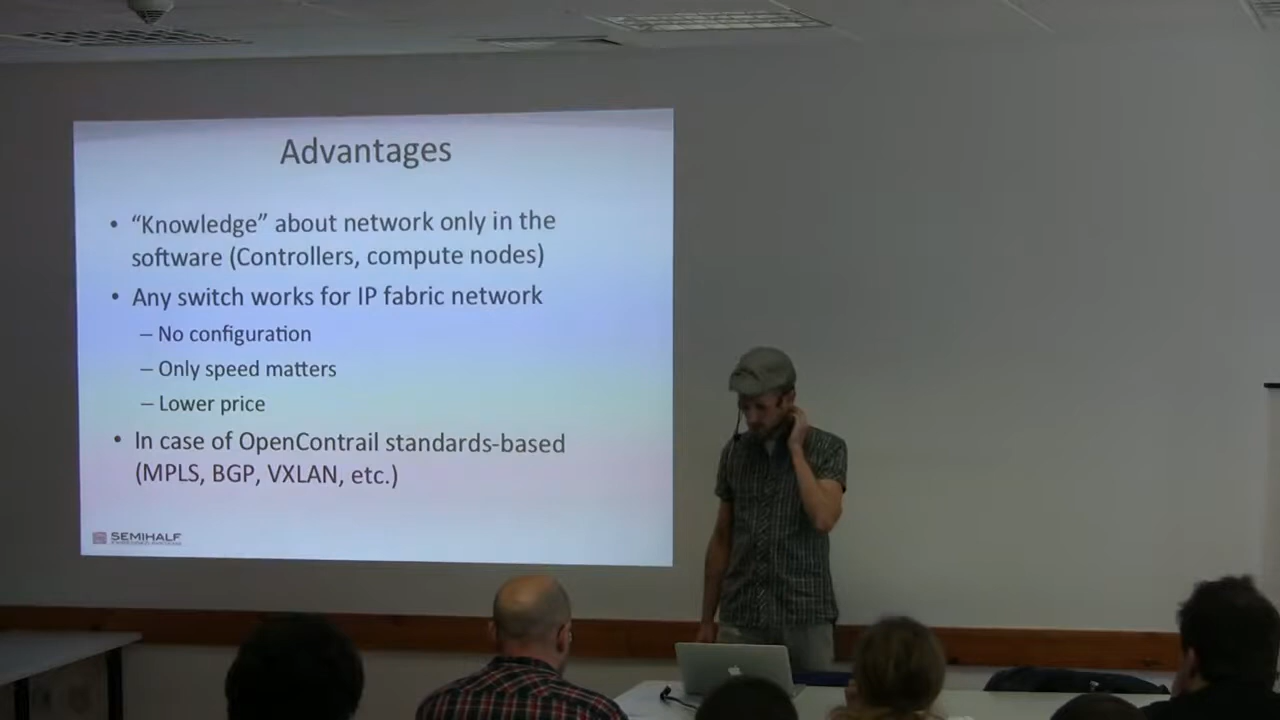 Advantages
• “Knowledge” about network only in the
software (Controllers, compute nodes)
• Any switch works for IP fabric network
– No configuration
– Only speed matters
– Lower price
• In case of OpenContrail standards-based
(MPLS, BGP, VXLAN, etc.)
SEMIHALF